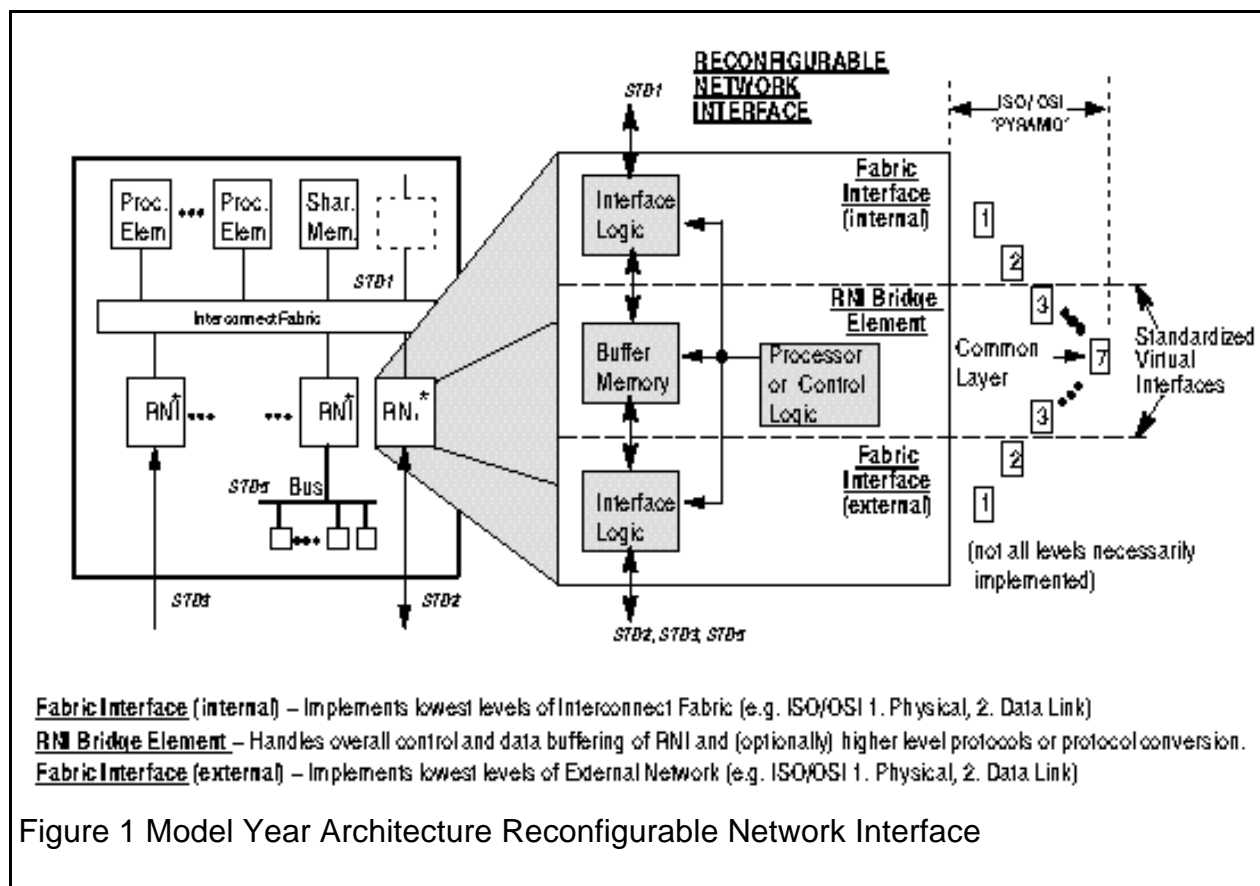 RECONFIGURABLE
NETWORK
INTERFACE
STD1
ISO/OSI
'PYRAMID'
Proc.
Elem
Proc.
Elem
Shar.
Mem.
STD1
Interconnect Fabric
RNI*
RNI*
RNI*
Bus
STD3
STD2
Interface
Logic
Buffer
Memory
Processor
or Control
Logic
Interface
Logic
Fabric
Interface
(internal)
RNI Bridge
Element
Fabric
Interface
(external)
1
2
3
Common
Layer
7
3
2
1
Standardized
Virtual
Interfaces
(not all levels necessarily
implemented)
STD2, STD3,
Fabric Interface (internal) – Implements lowest levels of Interconnect Fabric (e.g. ISO/OSI 1. Physical, 2. Data Link)
RNI Bridge Element – Handles overall control and data buffering of RNI and (optionally) higher level protocols or protocol conversion.
Fabric Interface (external) – Implements lowest levels of External Network (e.g. ISO/OSI 1. Physical, 2. Data Link)
Figure 1 Model Year Architecture Reconfigurable Network Interface